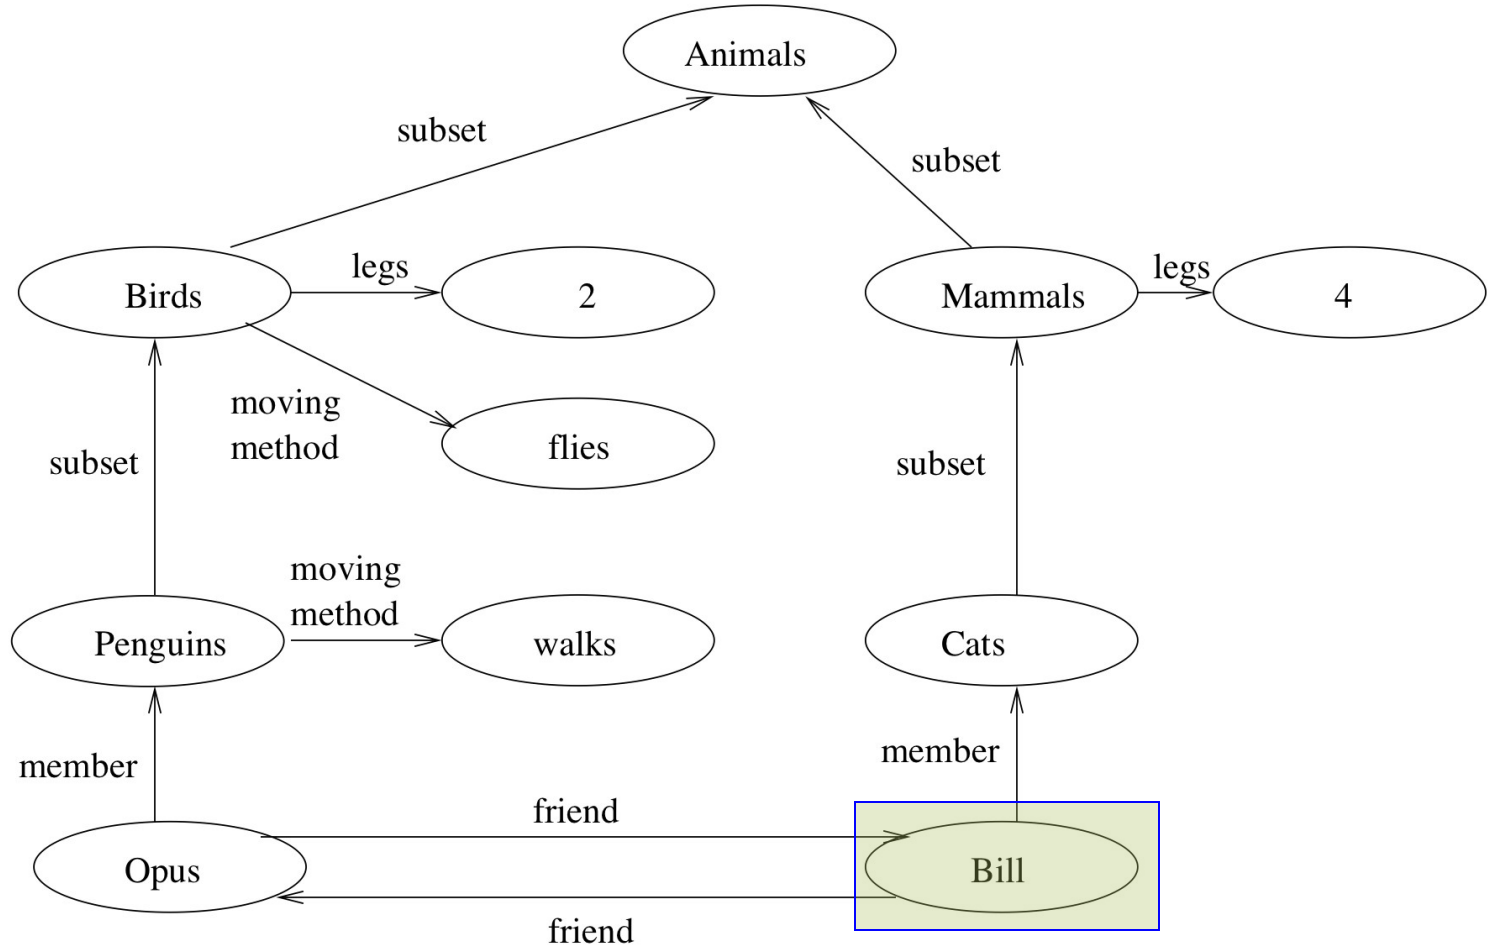 Animals
subset
subset
Birds
legs
2
Mammals
legs
4
moving
method
flies
subset
subset
moving
method
Penguins
walks
Cats
member
member
friend
Opus
Bill
friend